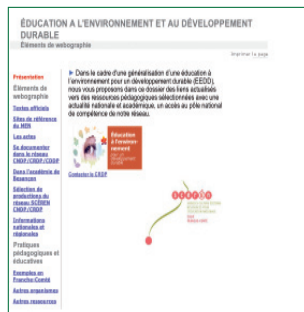 ÉDUCATION A L'ENVIRONNEMENT ET AU DÉVELOPPEMENT
DURABLE
Éléments de webographie
Imprimer la page
Présentation
Éléments de
webographie
Textes officiels
Sites de référence
du MEN
Les actes
Se documenter
dans le réseau
CNDP/CRDP/CDDP
Dans l'académie de
Besançon
Sélection de
productions du
réseau SCÉRÉN
CNDP/CRDP
Informations
nationales et
régionales
Pratiques
pédagogiques et
éducatives
Exemples en
Franche-Comté
Autres organismes
Autres ressources
Dans le cadre d'une généralisation d'une éducation à
l'environnement pour un développement durable (EEDD),
nous vous proposons dans ce dossier des liens actualisés
vers des ressources pédagogiques sélectionnées avec une
actualité nationale et académique, un accès au pôle national
de compétence de notre réseau.
Éducation
à l'environ-
nement
Contacter le CRDP